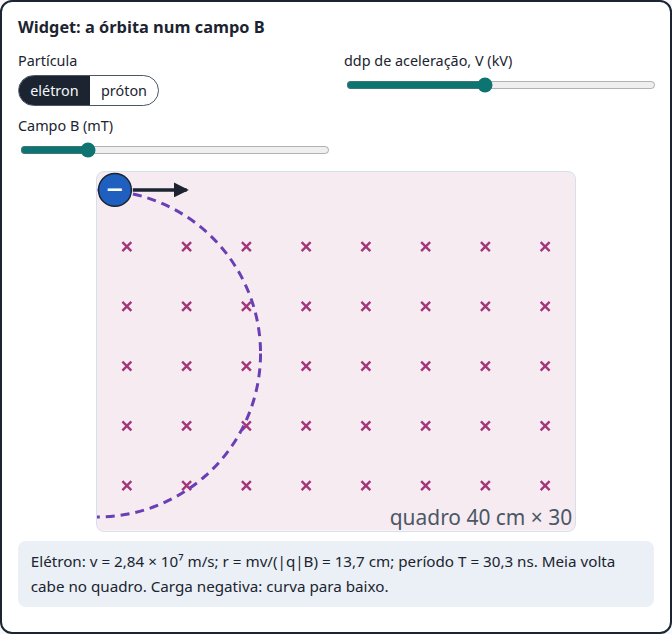 Widget: a órbita num campo B
Partícula
ddp de aceleração, V (kV)
elétron próton
Campo B (mT)
−
quadro 40 cm × 30
Elétron: v = 2,84 × 10⁷ m/s; r = mv/(|q|B) = 13,7 cm; período T = 30,3 ns. Meia volta
cabe no quadro. Carga negativa: curva para baixo.